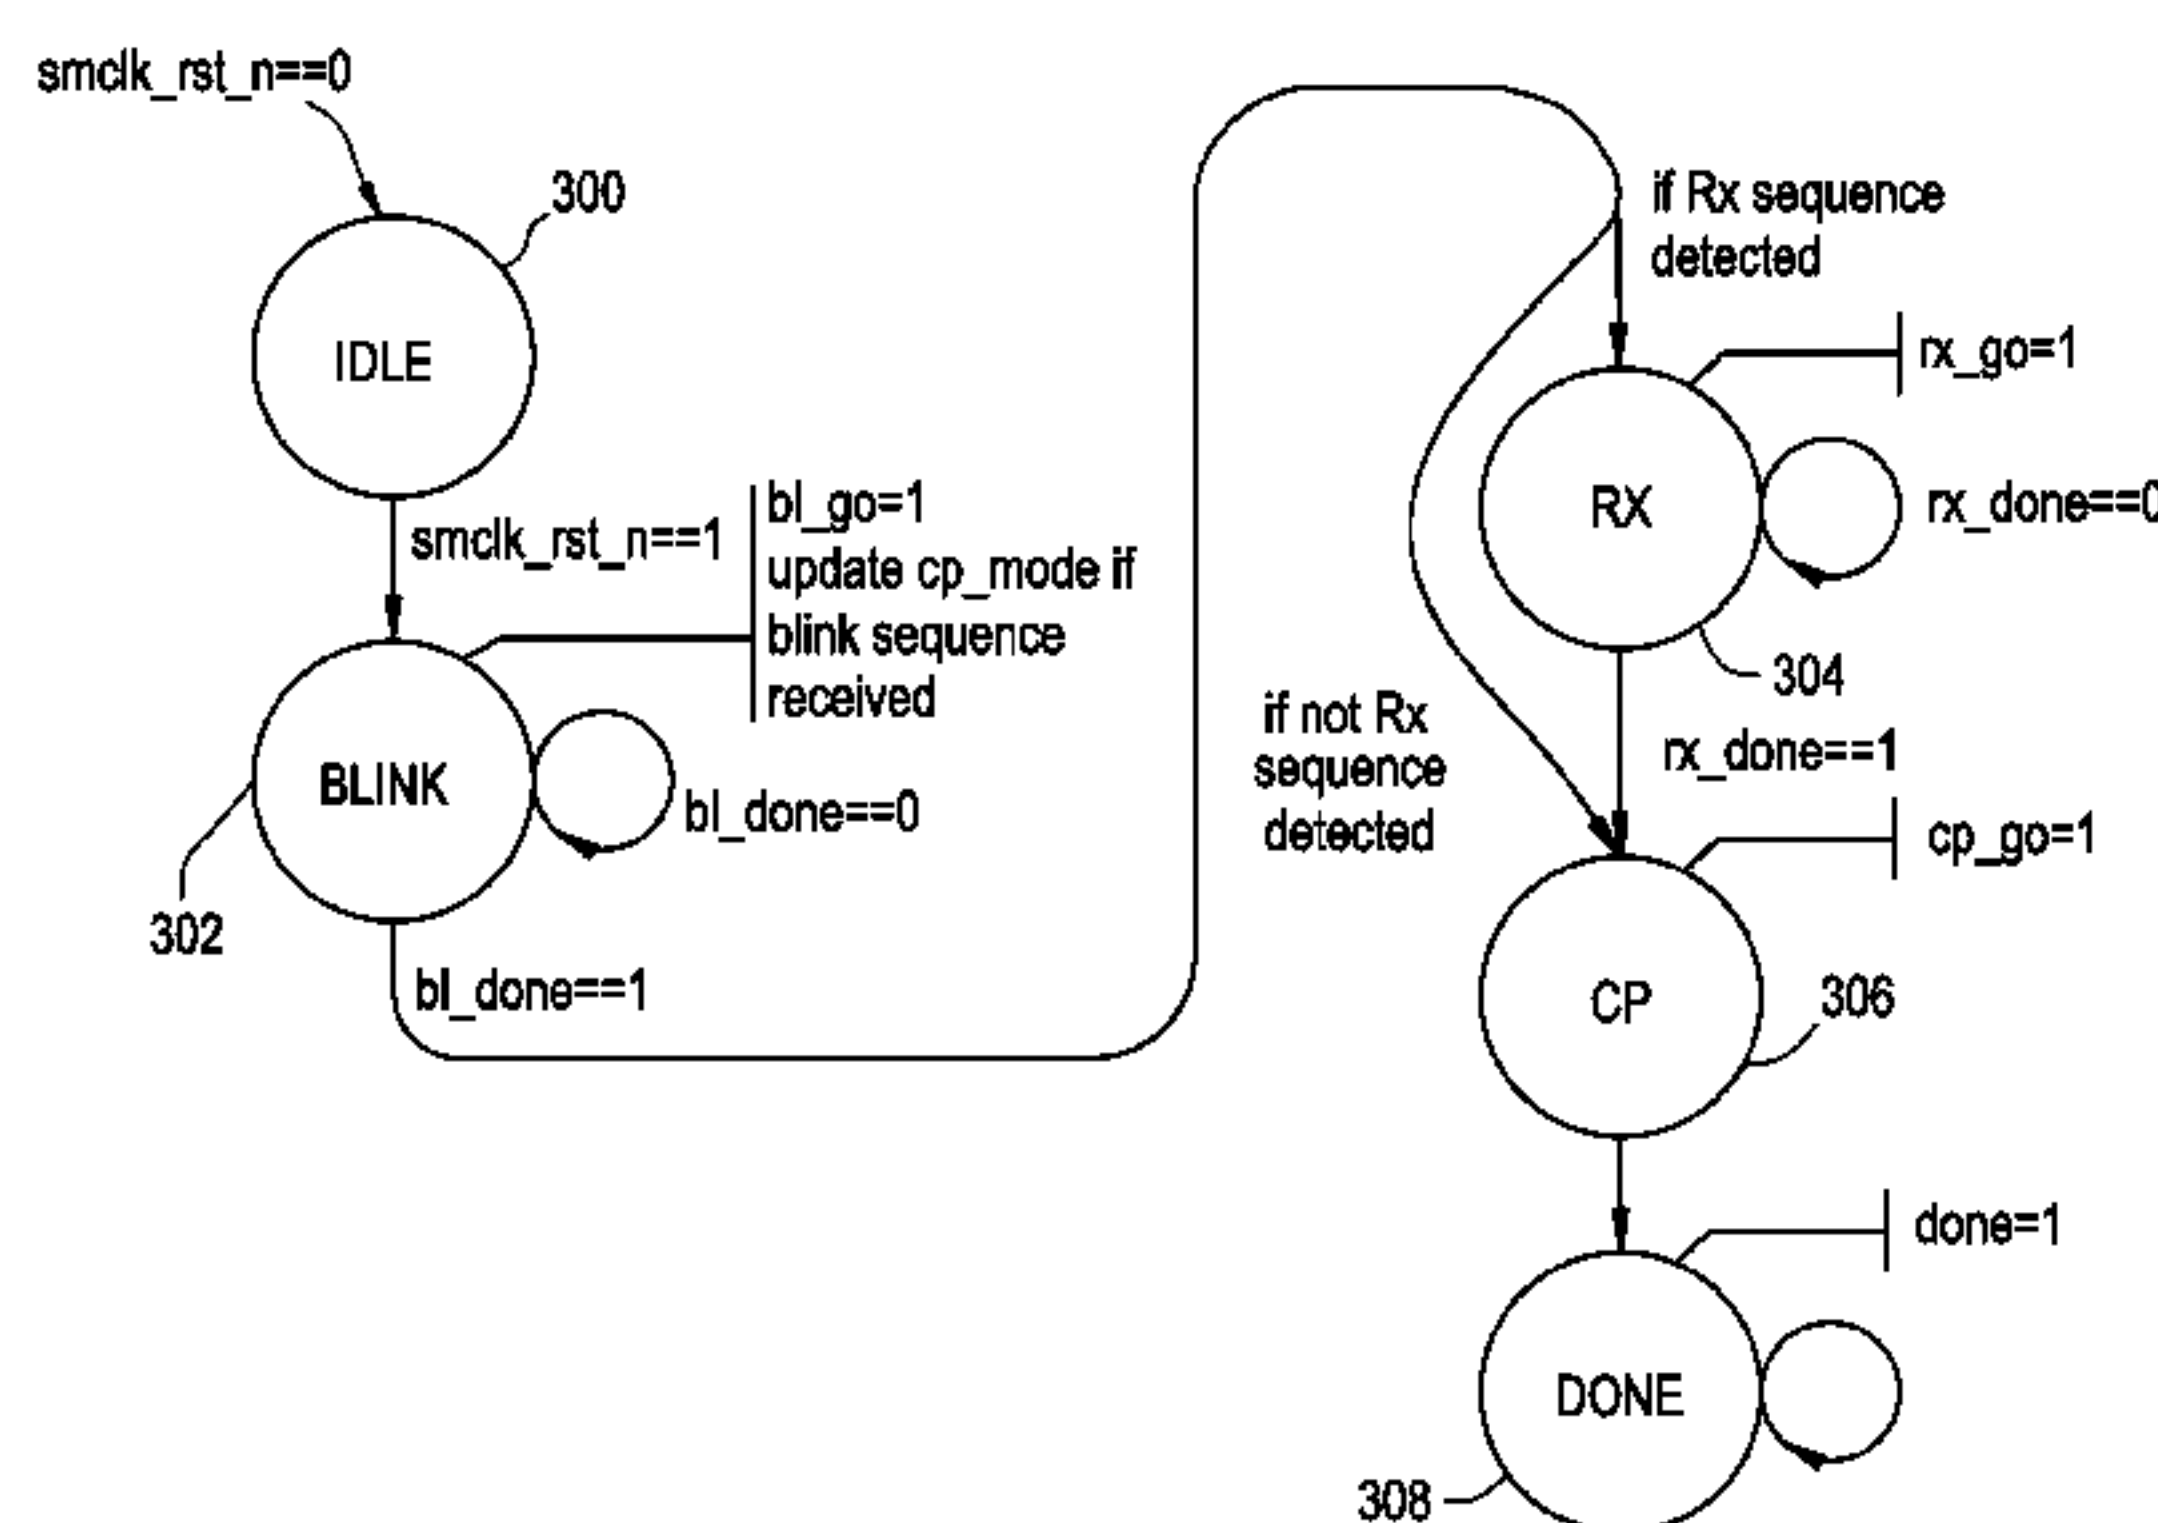 smclk_rst_n==0
300
IDLE
smclk_rst_n==1
bl_go=1
update cp_mode if
blink sequence
received
BLINK
bl_done==0
302
bl_done==1
if Rx sequence
detected
rx_go=1
RX
rx_done==0
304
if not Rx
sequence
detected
rx_done==1
cp_go=1
CP
306
done=1
DONE
308